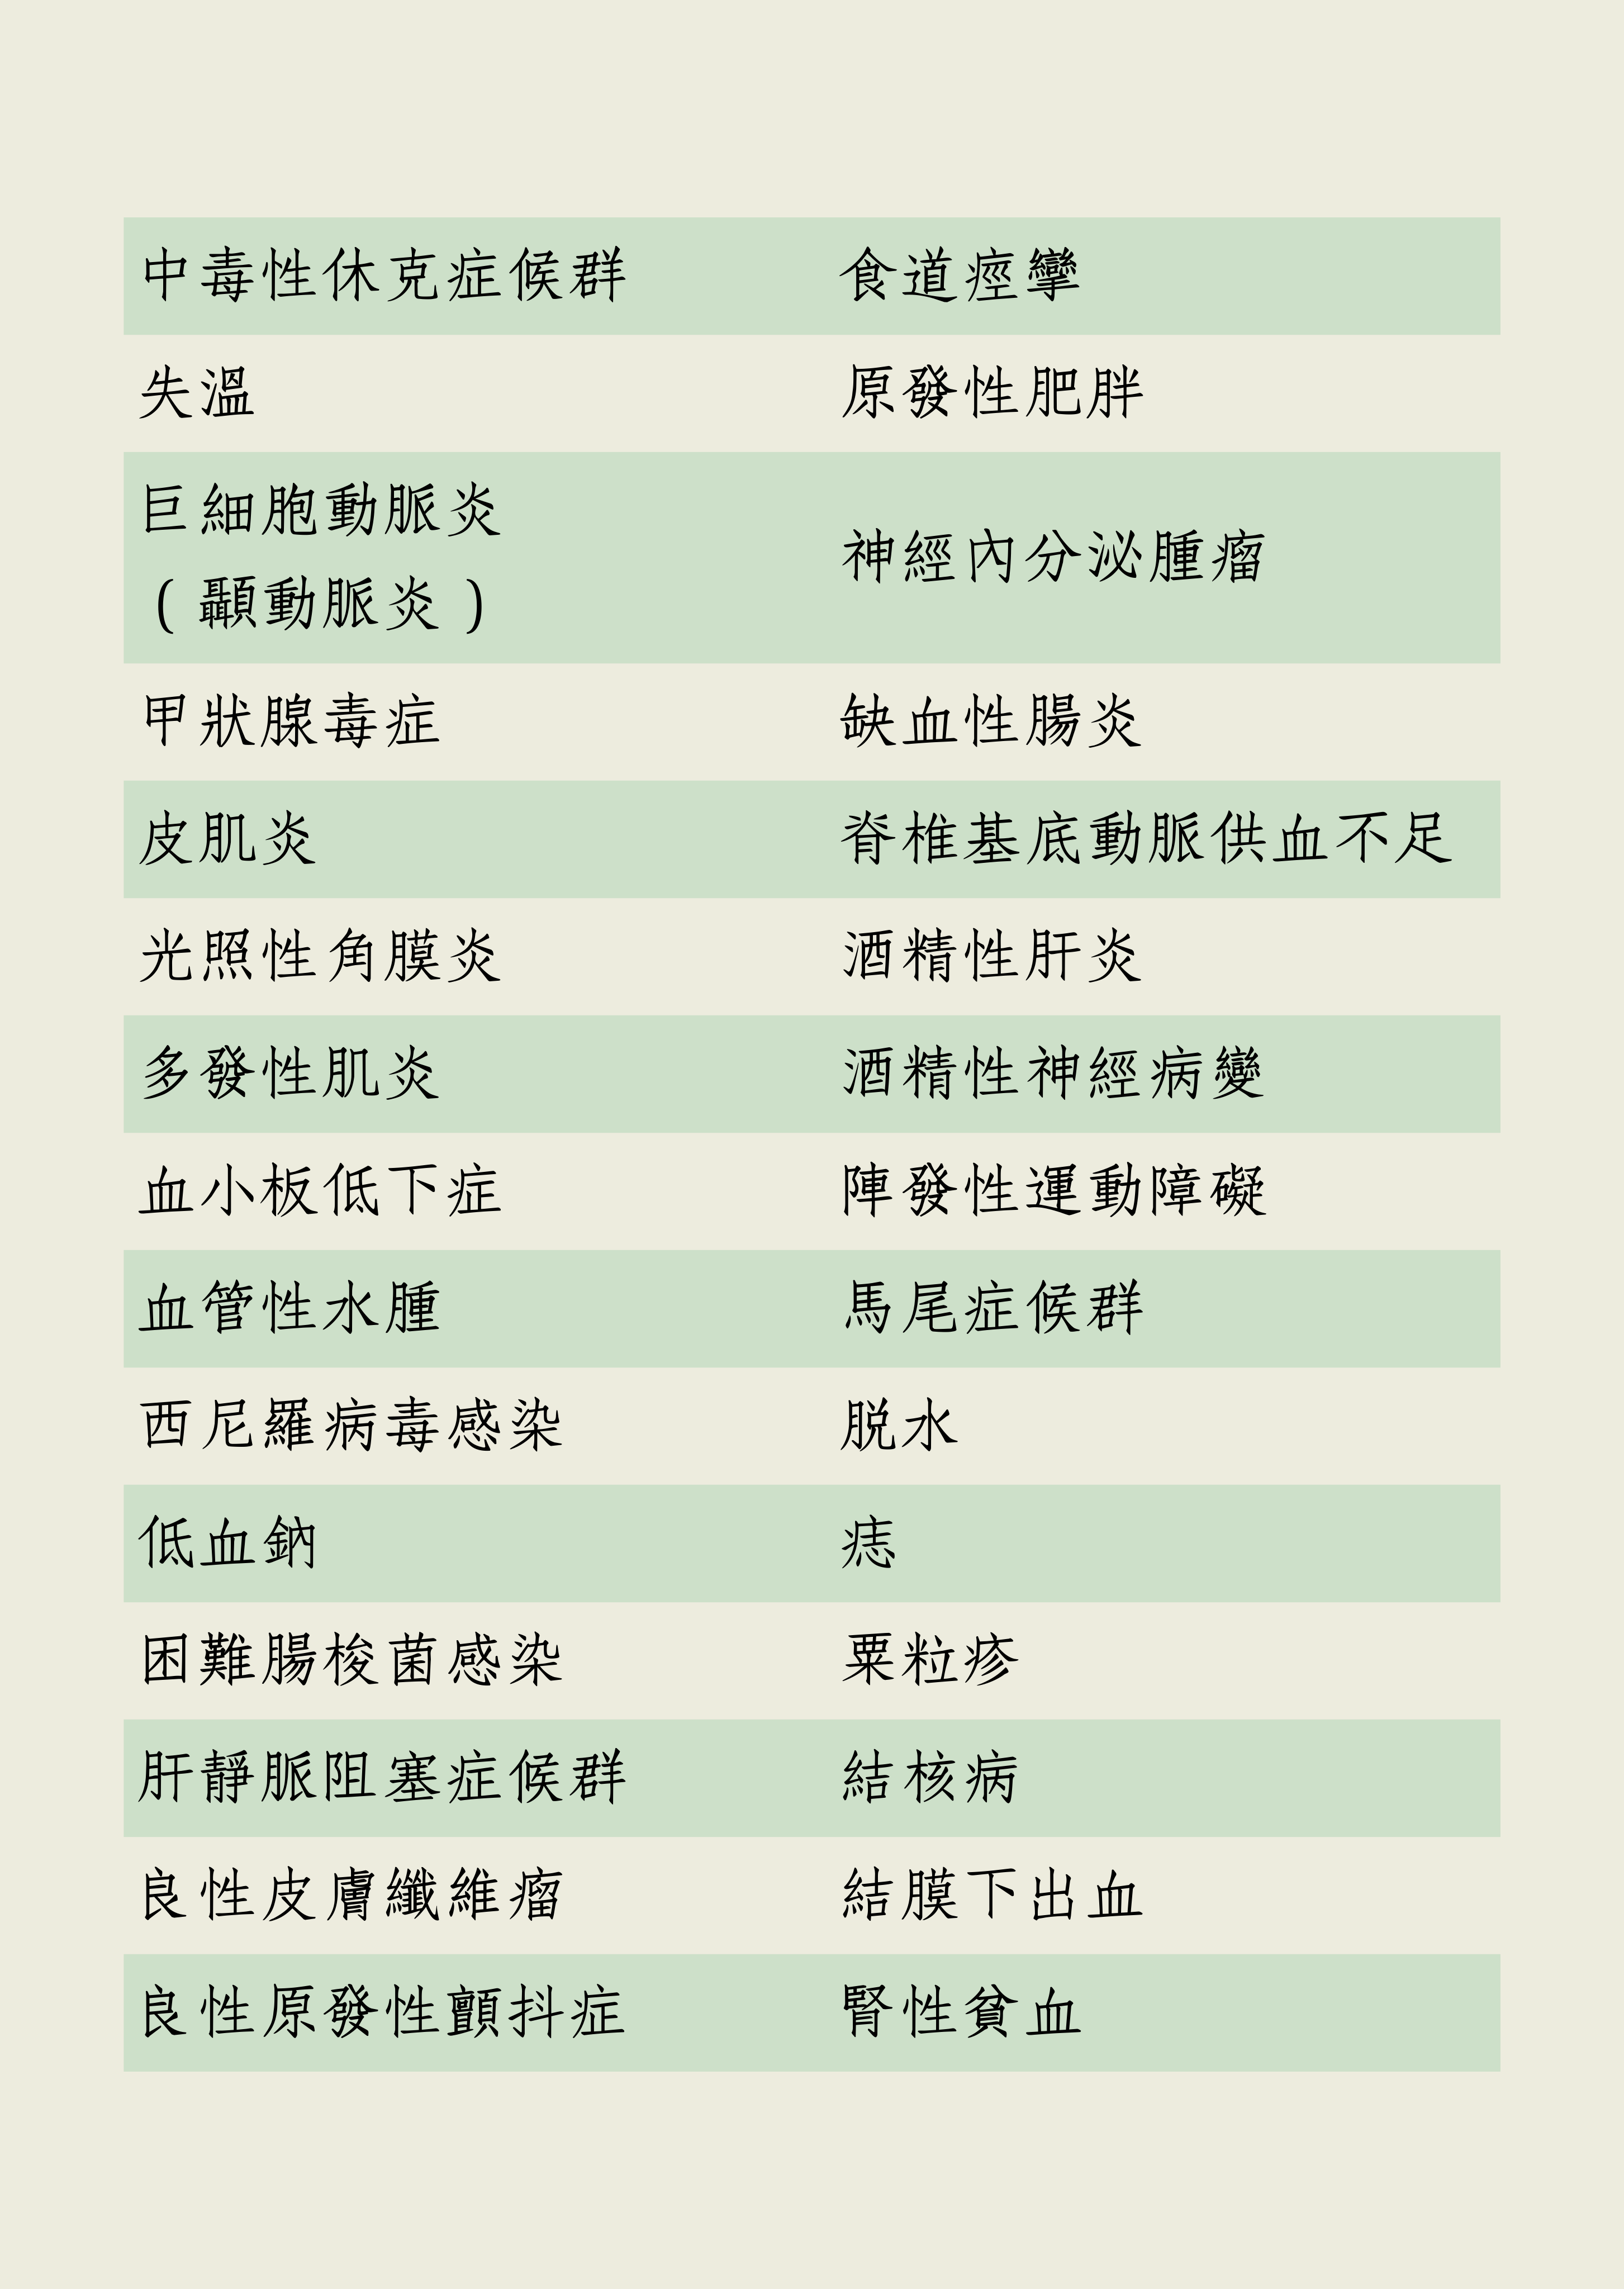 中毒性休克症候群 食道痙攣
失溫 原發性肥胖
巨細胞動脈炎
（顳動脈炎） 神經內分泌腫瘤
甲狀腺毒症 缺血性腸炎
皮肌炎 脊椎基底動脈供血不足
光照性角膜炎 酒精性肝炎
多發性肌炎 酒精性神經病變
血小板低下症 陣發性運動障礙
血管性水腫 馬尾症候群
西尼羅病毒感染 脱水
低血鈉 痣
困難腸梭菌感染 粟粒疹
肝靜脈阻塞症候群 結核病
良性皮膚纖維瘤 結膜下出血
良性原發性顫抖症 腎性貧血